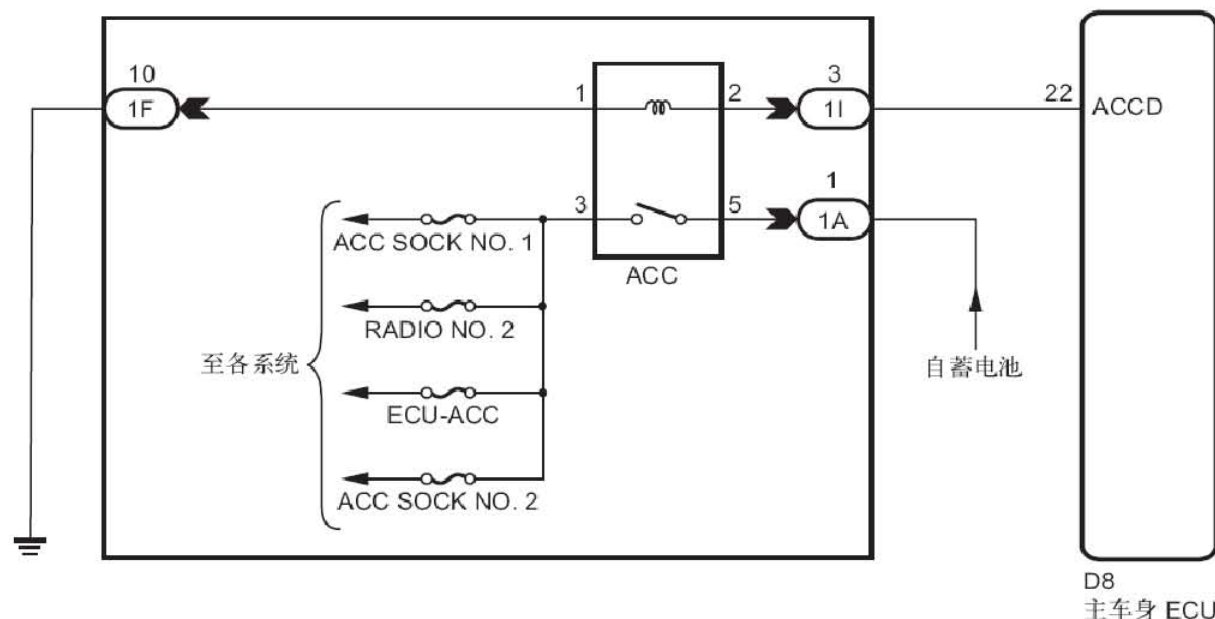 10
1F
1
2
3
1I
22
ACCD
3
5
1
1A
ACC
ACC SOCK NO. 1
RADIO NO. 2
至各系统
ECU-ACC
ACC SOCK NO. 2
自蓄电池
D8
主车身 ECU